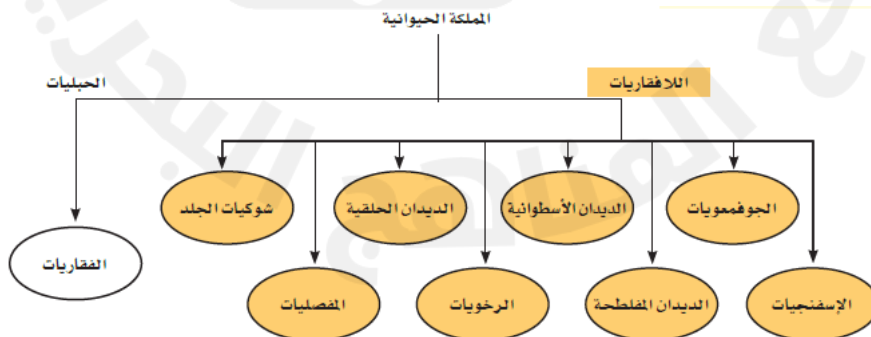 المملكة الحيوانية
اللافقاريات
الحبليات
الجوفمعويات
الديدان الأسطوانية
الديدان الحلقية
شوكيات الجلد
الفقاريات
الإسفنجيات
الديدان المفلطحة
الرخويات
المفصليات